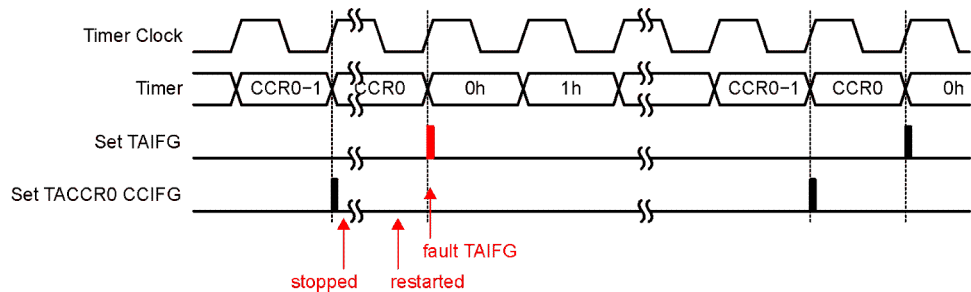 Timer Clock
Timer CCR0−1 CCR0 0h 1h CCR0−1 CCR0 0h
Set TAIFG
Set TACCR0 CCIFG
fault TAIFG
stopped restarted